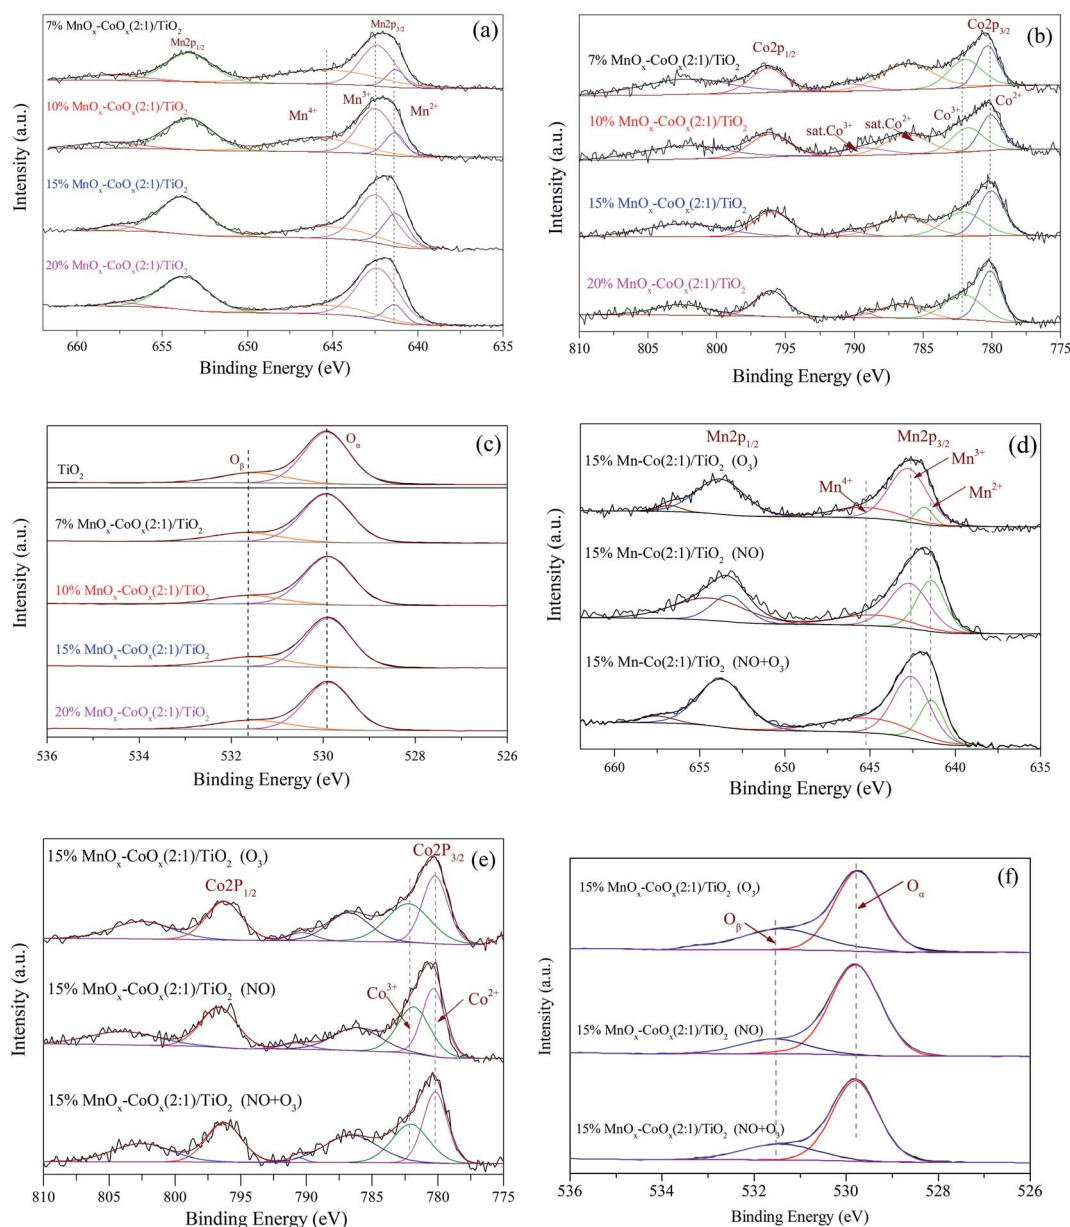 (a)
7% MnOₓ-CoOₓ(2:1)/TiO₂
Mn2p₁/₂
Mn2p₃/₂
10% MnOₓ-CoOₓ(2:1)/TiO₂
Mn⁴⁺
Mn³⁺
Mn²⁺
15% MnOₓ-CoOₓ(2:1)/TiO₂
20% MnOₓ-CoOₓ(2:1)/TiO₂
Intensity (a.u.)
660 655 650 645 640 635
Binding Energy (eV)
(b)
Co2p₁/₂
Co2p₃/₂
7% MnOₓ-CoOₓ(2:1)/TiO₂
10% MnOₓ-CoOₓ(2:1)/TiO₂
sat.Co³⁺
sat.Co²⁺
Co³⁺
Co²⁺
15% MnOₓ-CoOₓ(2:1)/TiO₂
20% MnOₓ-CoOₓ(2:1)/TiO₂
Intensity (a.u.)
810 805 800 795 790 785 780 775
Binding Energy (eV)
(c)
Oᵦ
Oα
TiO₂
7% MnOₓ-CoOₓ(2:1)/TiO₂
10% MnOₓ-CoOₓ(2:1)/TiO₂
15% MnOₓ-CoOₓ(2:1)/TiO₂
20% MnOₓ-CoOₓ(2:1)/TiO₂
Intensity (a.u.)
536 534 532 530 528 526
Binding Energy (eV)
(d)
Mn2p₁/₂
Mn2p₃/₂
15% Mn-Co(2:1)/TiO₂ (O₃)
Mn⁴⁺
Mn³⁺
Mn²⁺
15% Mn-Co(2:1)/TiO₂ (NO)
15% Mn-Co(2:1)/TiO₂ (NO+O₃)
Intensity (a.u.)
660 655 650 645 640 635
Binding Energy (eV)
(e)
15% MnOₓ-CoOₓ(2:1)/TiO₂ (O₃)
Co2P₁/₂
Co2P₃/₂
15% MnOₓ-CoOₓ(2:1)/TiO₂ (NO)
Co³⁺
Co²⁺
15% MnOₓ-CoOₓ(2:1)/TiO₂ (NO+O₃)
Intensity (a.u.)
810 805 800 795 790 785 780 775
Binding Energy (eV)
(f)
15% MnOₓ-CoOₓ(2:1)/TiO₂ (O₃)
Oᵦ
Oα
15% MnOₓ-CoOₓ(2:1)/TiO₂ (NO)
15% MnOₓ-CoOₓ(2:1)/TiO₂ (NO+O₃)
Intensity (a.u.)
536 534 532 530 528 526
Binding Energy (eV)